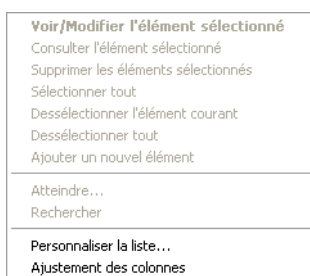 Voir/Modifier l'élément sélectionné
Consulter l'élément sélectionné
Supprimer les éléments sélectionnés
Sélectionner tout
Dessélectionner l'élément courant
Dessélectionner tout
Ajouter un nouvel élément
Atteindre...
Rechercher
Personnaliser la liste...
Ajustement des colonnes